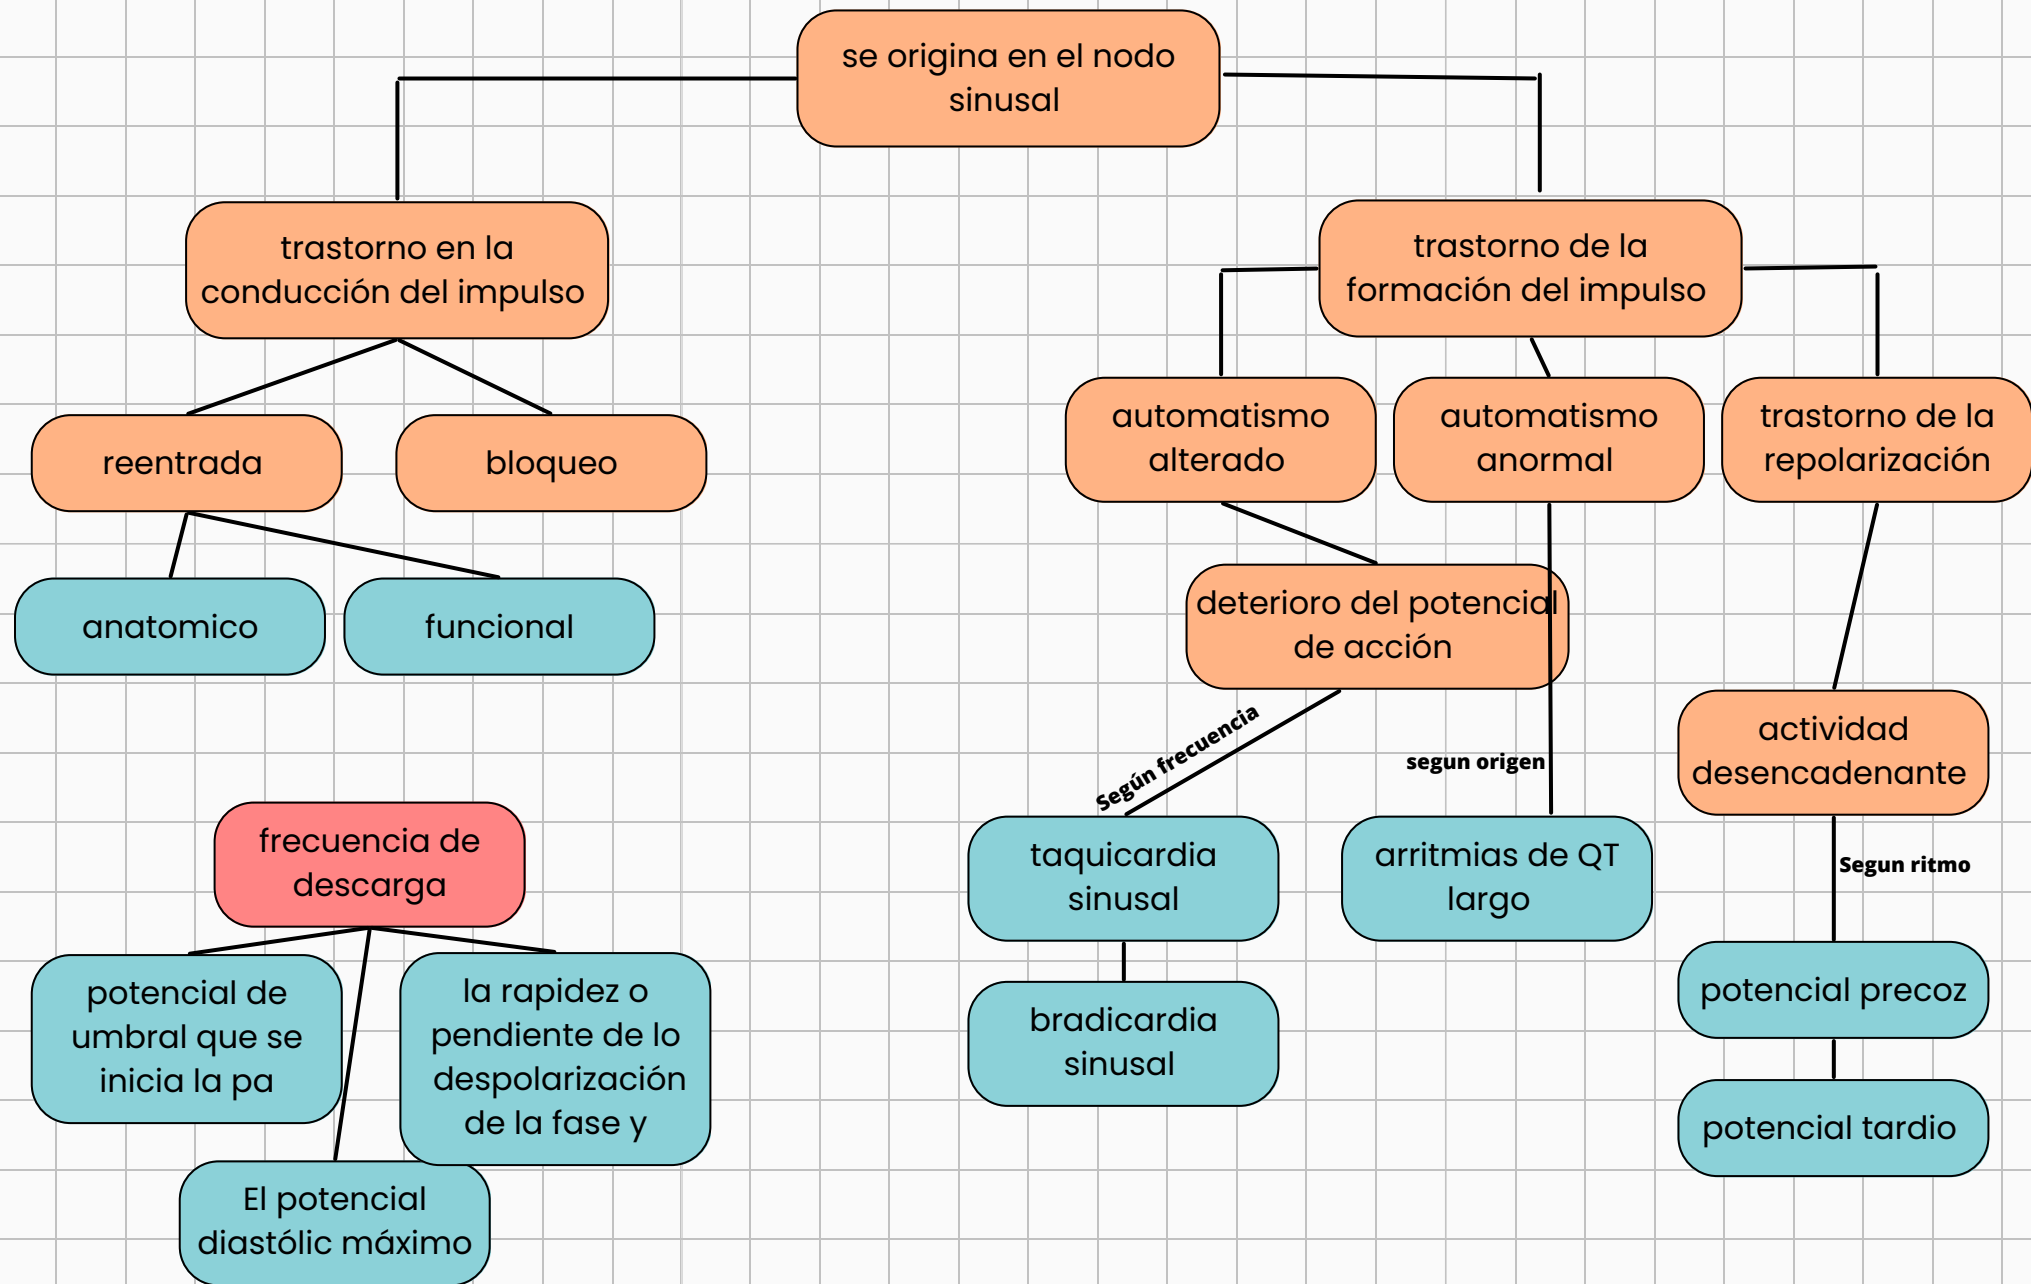 se origina en el nodo
sinusal
trastorno en la
conducción del impulso
trastorno de la
formación del impulso
reentrada
bloqueo
automatismo
alterado
automatismo
anormal
trastorno de la
repolarización
anatomico
funcional
deterioro del potencial
de acción
Según frecuencia
segun origen
actividad
desencadenante
frecuencia de
descarga
taquicardia
sinusal
arritmias de QT
largo
Segun ritmo
potencial de
umbral que se
inicia la pa
la rapidez o
pendiente de lo
despolarización
de la fase y
bradicardia
sinusal
potencial precoz
potencial tardio
El potencial
diastólic máximo